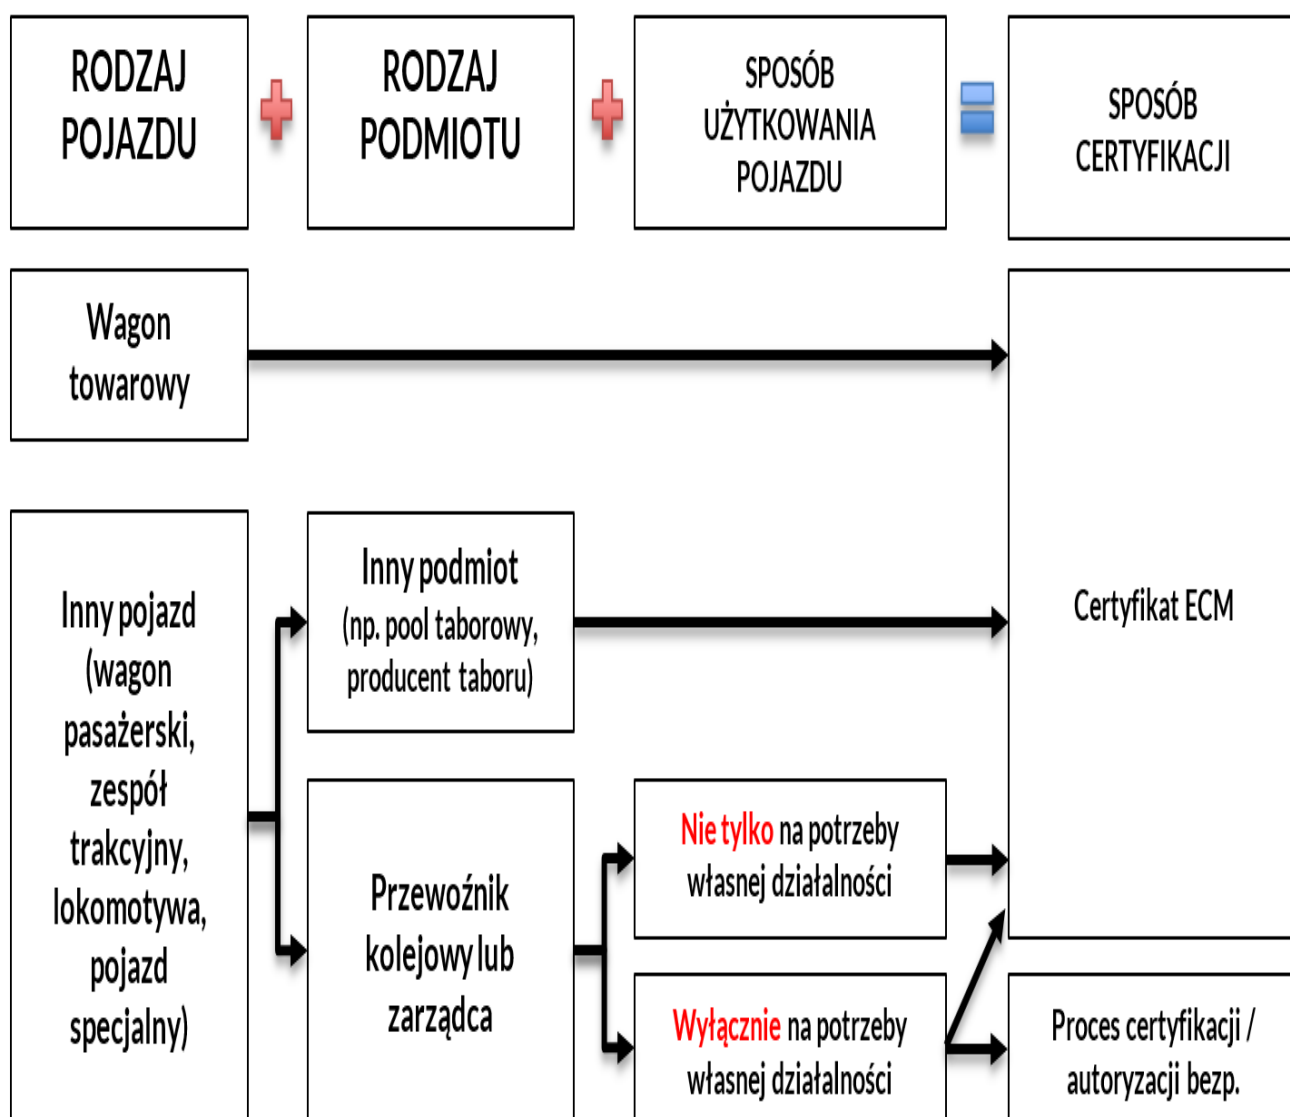 RODZAJ
POJAZDU
RODZAJ
PODMIOTU
SPOSÓB
UŻYTKOWANIA
POJAZDU
SPOSÓB
CERTYFIKACJI
Wagon
towarowy
Inny pojazd
(wagon
pasażerski,
zespół
trakcyjny,
lokomotywa,
pojazd
specjalny)
Inny podmiot
(np. pool taborowy,
producent taboru)
Przewoźnik
kolejowy lub
zarządca
Nie tylko na potrzeby
własnej działalności
Wyłącznie na potrzeby
własnej działalności
Certyfikat ECM
Proces certyfikacji /
autoryzacji bezp.